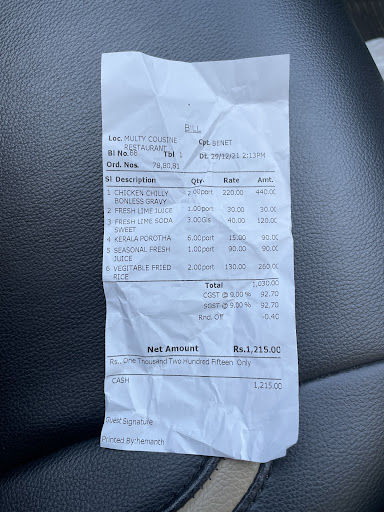 BILL
Loc. MULTY COUSINE Cpt. BENET
RESTAURANT
Bl No.66 Tbl 1 Dt. 29/12/21 2:13PM
Ord. Nos. 78,80,81
Sl Description Qty. Rate Amt.
1 CHICKEN CHILLY 2.00port 220.00 440.00
BONLESS GRAVY
2 FRESH LIME JUICE 1.00port 30.00 30.00
3 FRESH LIME SODA 3.00Gls 40.00 120.00
SWEET
4 KERALA POROTHA 6.00port 15.00 90.00
5 SEASONAL FRESH 1.00port 90.00 90.00
JUICE
6 VEGITABLE FRIED 2.00port 130.00 260.00
RICE
Total 1,030.00
CGST @ 9.00 % 92.70
SGST @ 9.00 % 92.70
Rnd. Off -0.40
Net Amount Rs.1,215.00
Rs.. One Thousand Two Hundred Fifteen Only
CASH 1,215.00
Guest Signature
Printed By:hemanth